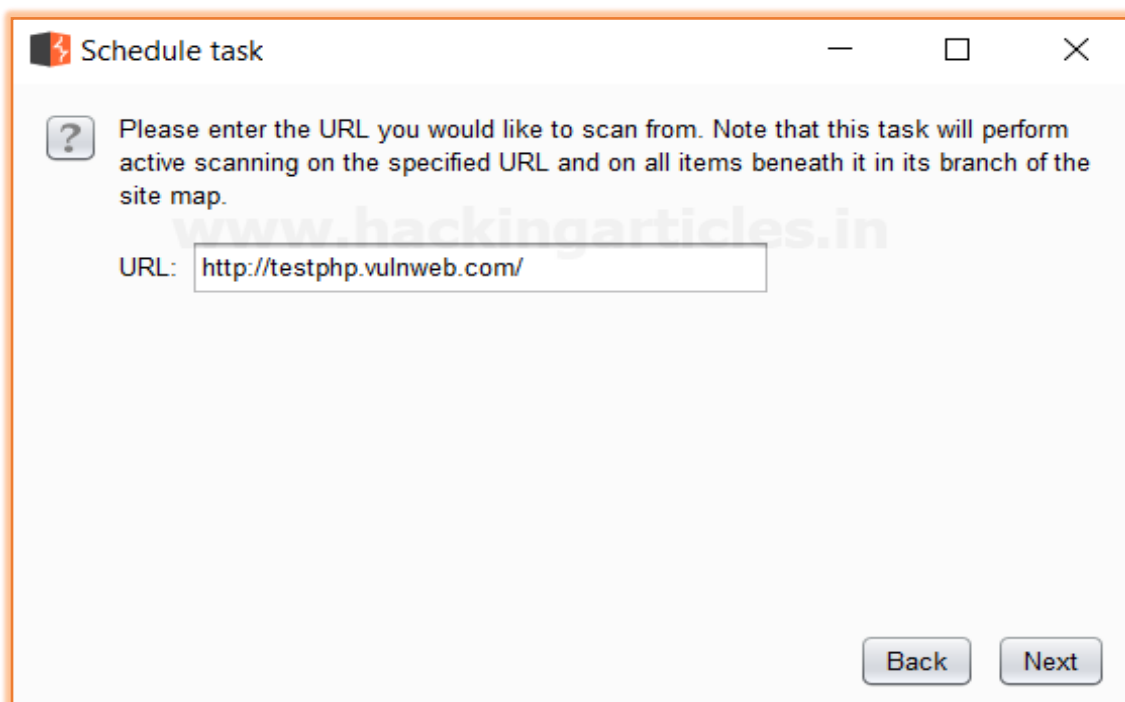 Schedule task
Please enter the URL you would like to scan from. Note that this task will perform
active scanning on the specified URL and on all items beneath it in its branch of the
site map.
www.hackingarticles.in
URL: http://testphp.vulnweb.com/
Back Next